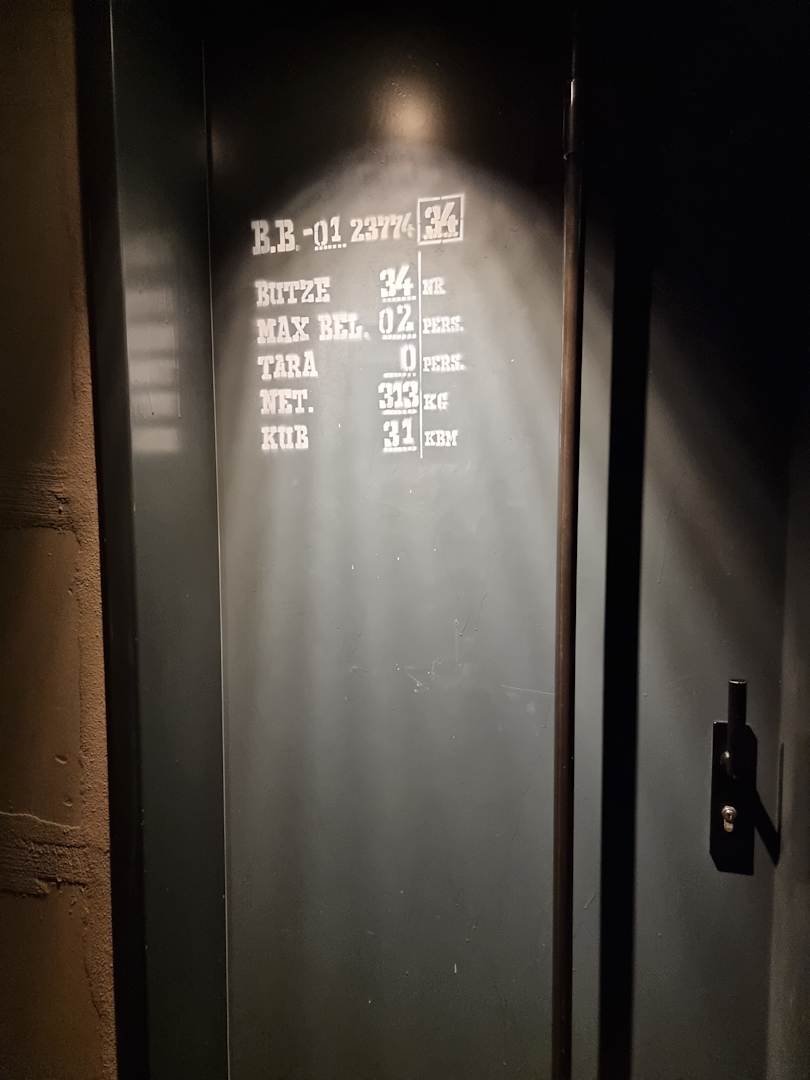 B.B.-01 23774 34
BUTZE 34 NR
MAX BEL. 02 PERS.
TARA 0 PERS.
NET. 313 KG
KUB 31 KBM